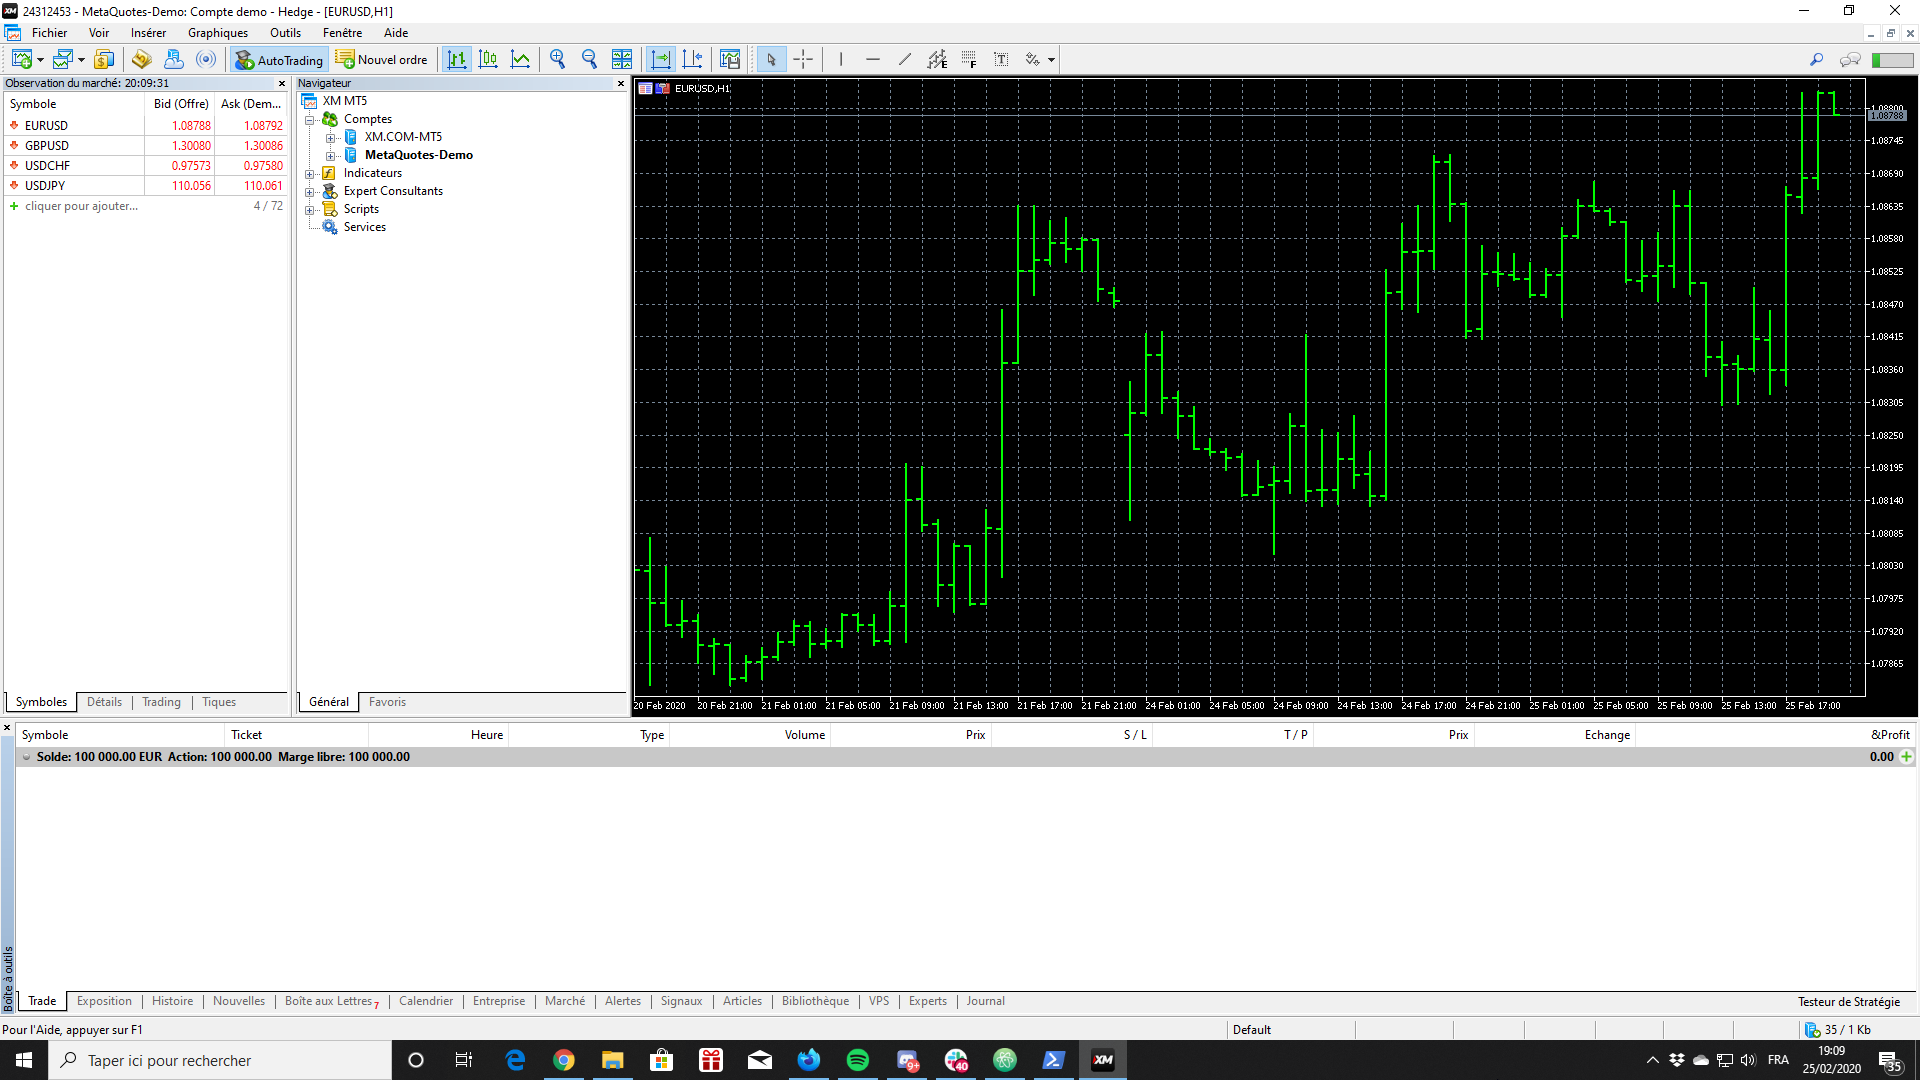 24312453 - MetaQuotes-Demo: Compte demo - Hedge - [EURUSD,H1]
Fichier Voir Insérer Graphiques Outils Fenêtre Aide
AutoTrading Nouvel ordre
Observation du marché: 20:09:31
Symbole Bid (Offre) Ask (Dem...
EURUSD 1.08788 1.08792
GBPUSD 1.30080 1.30086
USDCHF 0.97573 0.97580
USDJPY 110.056 110.061
cliquer pour ajouter... 4 / 72
Symboles Détails Trading Tiques
Navigateur
XM MT5
Comptes
XM.COM-MT5
MetaQuotes-Demo
Indicateurs
Expert Consultants
Scripts
Services
Général Favoris
EURUSD,H1
1.08800
1.08788
1.08745
1.08690
1.08635
1.08580
1.08525
1.08470
1.08415
1.08360
1.08305
1.08250
1.08195
1.08140
1.08085
1.08030
1.07975
1.07920
1.07865
20 Feb 2020 20 Feb 21:00 21 Feb 01:00 21 Feb 05:00 21 Feb 09:00 21 Feb 13:00 21 Feb 17:00 21 Feb 21:00 24 Feb 01:00 24 Feb 05:00 24 Feb 09:00 24 Feb 13:00 24 Feb 17:00 24 Feb 21:00 25 Feb 01:00 25 Feb 05:00 25 Feb 09:00 25 Feb 13:00 25 Feb 17:00
Symbole Ticket Heure Type Volume Prix S / L T / P Prix Echange &Profit
Solde: 100 000.00 EUR Action: 100 000.00 Marge libre: 100 000.00 0.00
Boîte à outils
Trade Exposition Histoire Nouvelles Boîte aux Lettres 7 Calendrier Entreprise Marché Alertes Signaux Articles Bibliothèque VPS Experts Journal Testeur de Stratégie
Pour l'Aide, appuyer sur F1 Default 35 / 1 Kb
Taper ici pour rechercher 9+ 40 XM FRA 19:09
25/02/2020 35